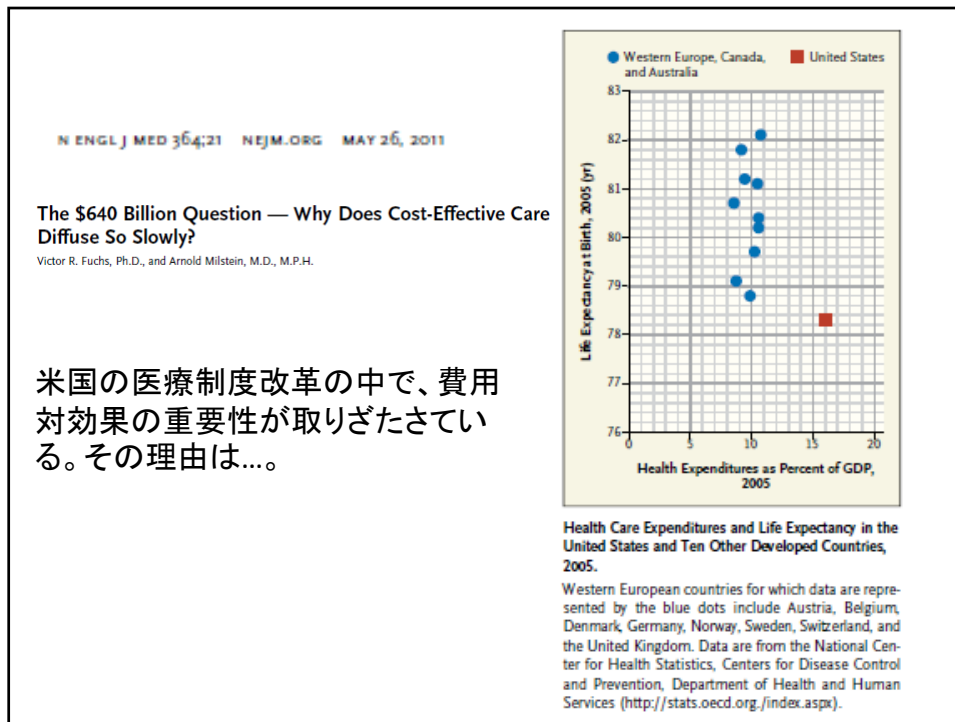 N ENGL J MED 364;21 NEJM.ORG MAY 26, 2011
The $640 Billion Question — Why Does Cost-Effective Care
Diffuse So Slowly?
Victor R. Fuchs, Ph.D., and Arnold Milstein, M.D., M.P.H.
米国の医療制度改革の中で、費用
対効果の重要性が取りざたさてい
る。その理由は…。
Western Europe, Canada,
and Australia
United States
Life Expectancy at Birth, 2005 (yr)
83
82
81
80
79
78
77
76
0 5 10 15 20
Health Expenditures as Percent of GDP,
2005
Health Care Expenditures and Life Expectancy in the
United States and Ten Other Developed Countries,
2005.
Western European countries for which data are repre-
sented by the blue dots include Austria, Belgium,
Denmark, Germany, Norway, Sweden, Switzerland, and
the United Kingdom. Data are from the National Cen-
ter for Health Statistics, Centers for Disease Control
and Prevention, Department of Health and Human
Services (http://stats.oecd.org./index.aspx).